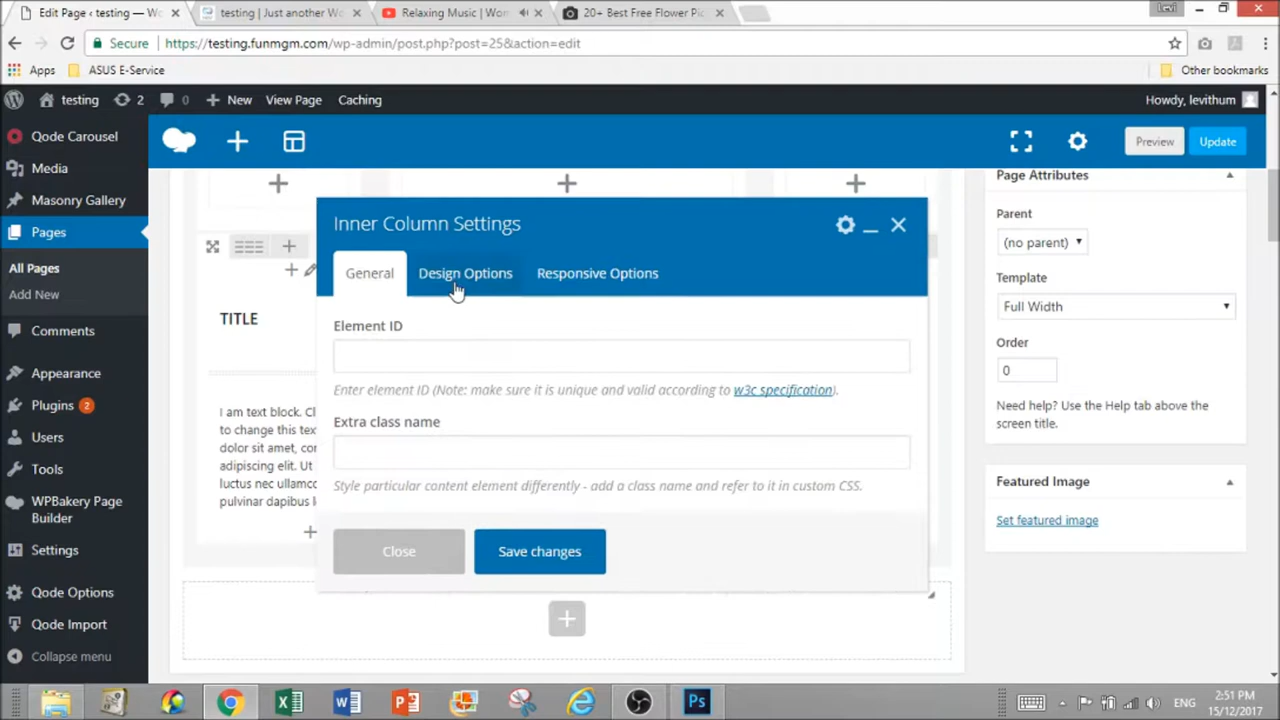 Edit Page ‹ testing — Wo
testing | Just another Wo
Relaxing Music | Won
20+ Best Free Flower Pic
Levi
Secure
https://testing.funmgm.com/wp-admin/post.php?post=25&action=edit
Apps
ASUS E-Service
Other bookmarks
testing
2
0
New
View Page
Caching
Howdy, levithum
Qode Carousel
Media
Masonry Gallery
Pages
All Pages
Add New
Comments
Appearance
Plugins 2
Users
Tools
WPBakery Page
Builder
Settings
Qode Options
Qode Import
Collapse menu
Preview
Update
Inner Column Settings
General
Design Options
Responsive Options
Element ID
Enter element ID (Note: make sure it is unique and valid according to w3c specification).
Extra class name
Style particular content element differently - add a class name and refer to it in custom CSS.
Close
Save changes
TITLE
I am text block. Cl
to change this tex
dolor sit amet, con
adipiscing elit. Ut
luctus nec ullamco
pulvinar dapibus l
Page Attributes
Parent
(no parent)
Template
Full Width
Order
0
Need help? Use the Help tab above the
screen title.
Featured Image
Set featured image
ENG
2:51 PM
15/12/2017